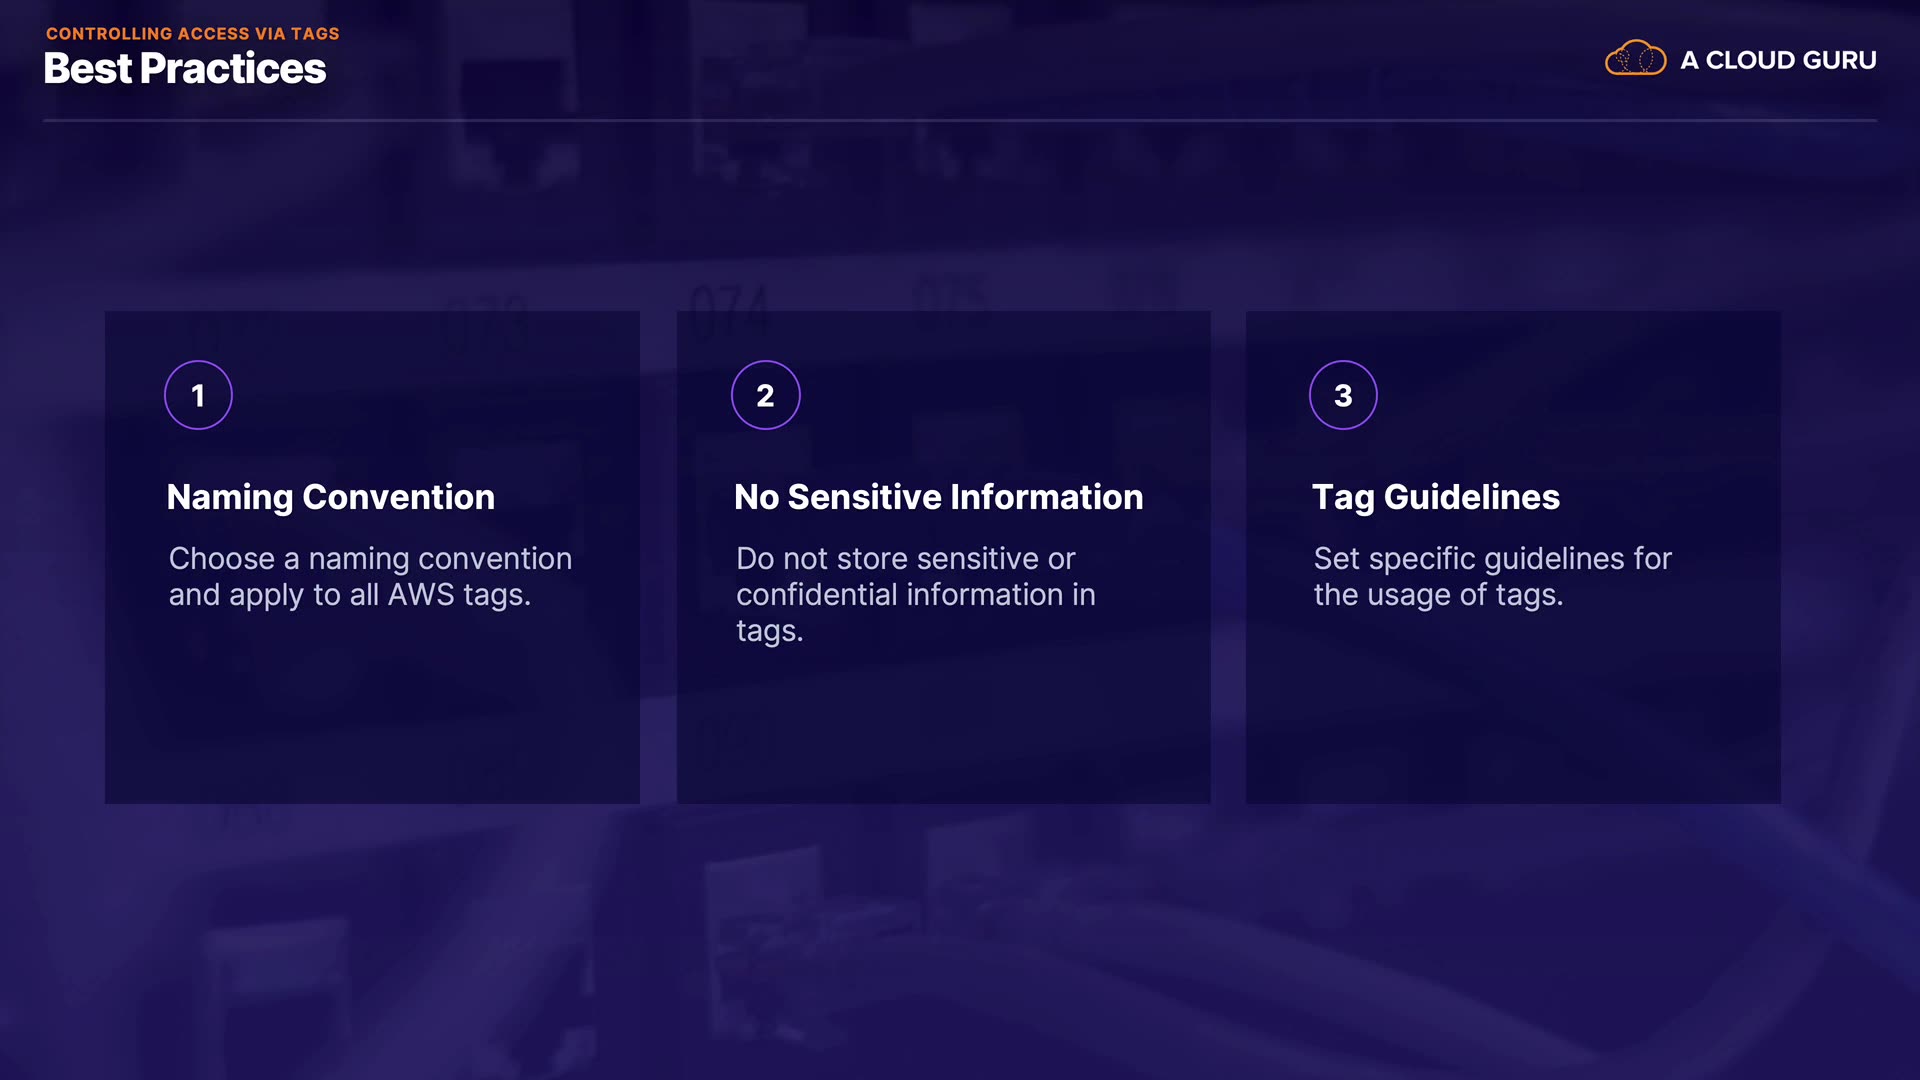 CONTROLLING ACCESS VIA TAGS
Best Practices
A CLOUD GURU
074
1
Naming Convention
Choose a naming convention
and apply to all AWS tags.
2
No Sensitive Information
Do not store sensitive or
confidential information in
tags.
3
Tag Guidelines
Set specific guidelines for
the usage of tags.